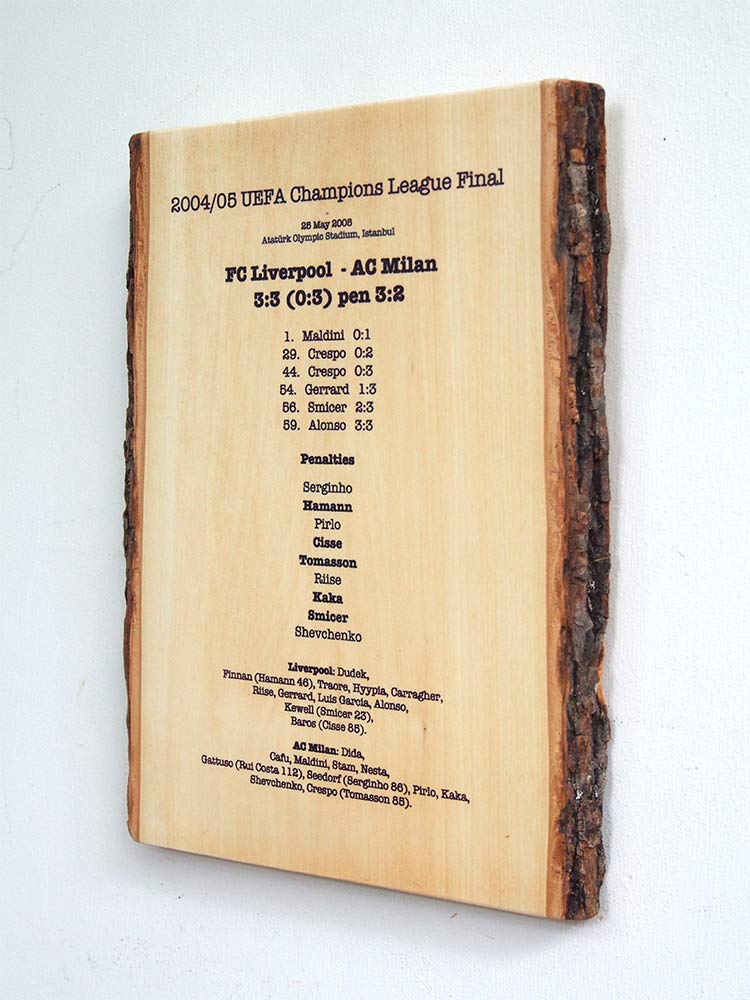 2004/05 UEFA Champions League Final
25 May 2005
Atatürk Olympic Stadium, Istanbul
FC Liverpool - AC Milan
3:3 (0:3) pen 3:2
1. Maldini 0:1
29. Crespo 0:2
44. Crespo 0:3
54. Gerrard 1:3
56. Smicer 2:3
59. Alonso 3:3
Penalties
Serginho
Hamann
Pirlo
Cisse
Tomasson
Riise
Kaka
Smicer
Shevchenko
Liverpool: Dudek,
Finnan (Hamann 46), Traore, Hyypia, Carragher,
Riise, Gerrard, Luis Garcia, Alonso,
Kewell (Smicer 23),
Baros (Cisse 85).
AC Milan: Dida,
Cafu, Maldini, Stam, Nesta,
Gattuso (Rui Costa 112), Seedorf (Serginho 86), Pirlo, Kaka,
Shevchenko, Crespo (Tomasson 85).